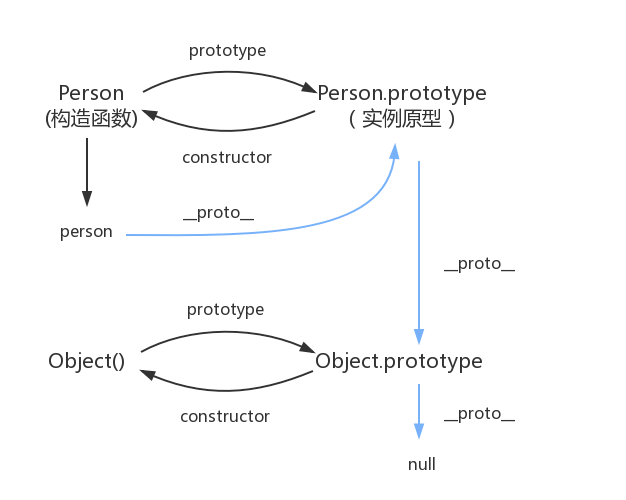 prototype
Person
(构造函数)
Person.prototype
( 实例原型 )
constructor
__proto__
person
__proto__
prototype
Object()
Object.prototype
constructor
__proto__
null